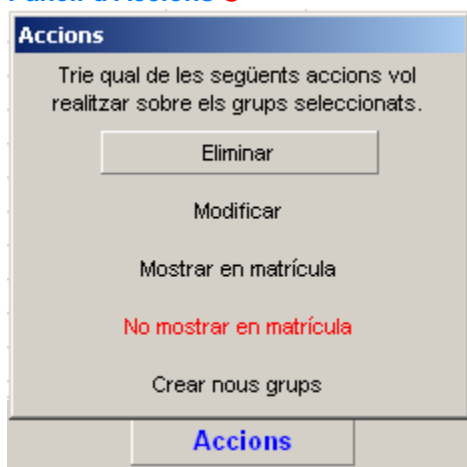 Accions
Trie qual de les següents accions vol
realitzar sobre els grups seleccionats.
Eliminar
Modificar
Mostrar en matrícula
No mostrar en matrícula
Crear nous grups
Accions